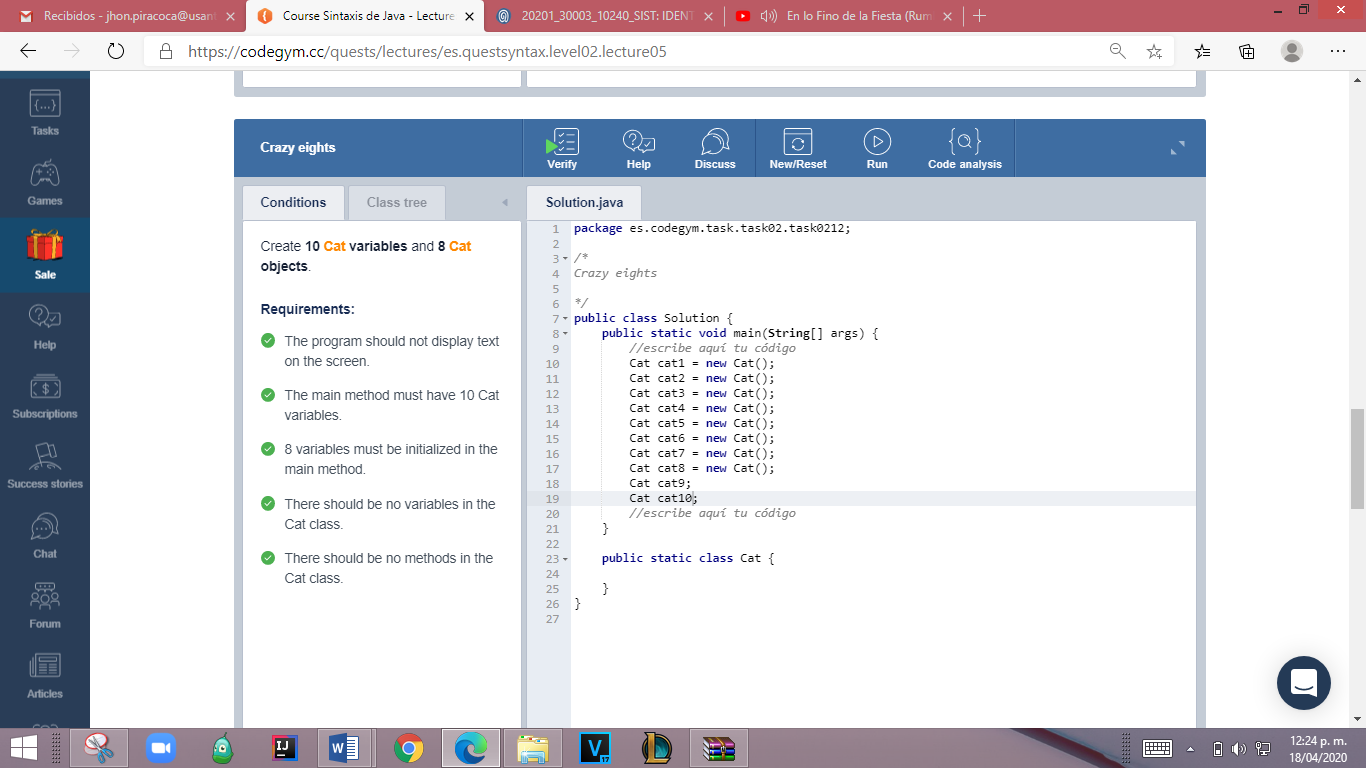 Recibidos - jhon.piracoca@usan
Course Sintaxis de Java - Lecture
20201_30003_10240_SIST: IDENT
En lo Fino de la Fiesta (Rum
https://codegym.cc/quests/lectures/es.questsyntax.level02.lecture05
Tasks
Games
Sale
Help
Subscriptions
Success stories
Chat
Forum
Articles
Crazy eights
Verify
Help
Discuss
New/Reset
Run
Code analysis
Conditions
Class tree
Solution.java
Create 10 Cat variables and 8 Cat
objects.
Requirements:
The program should not display text
on the screen.
The main method must have 10 Cat
variables.
8 variables must be initialized in the
main method.
There should be no variables in the
Cat class.
There should be no methods in the
Cat class.
1 package es.codegym.task.task02.task0212;
2
3 /*
4 Crazy eights
5
6 */
7 public class Solution {
8 public static void main(String[] args) {
9 //escribe aquí tu código
10 Cat cat1 = new Cat();
11 Cat cat2 = new Cat();
12 Cat cat3 = new Cat();
13 Cat cat4 = new Cat();
14 Cat cat5 = new Cat();
15 Cat cat6 = new Cat();
16 Cat cat7 = new Cat();
17 Cat cat8 = new Cat();
18 Cat cat9;
19 Cat cat10;
20 //escribe aquí tu código
21 }
22
23 public static class Cat {
24
25 }
26 }
27
12:24 p. m.
18/04/2020